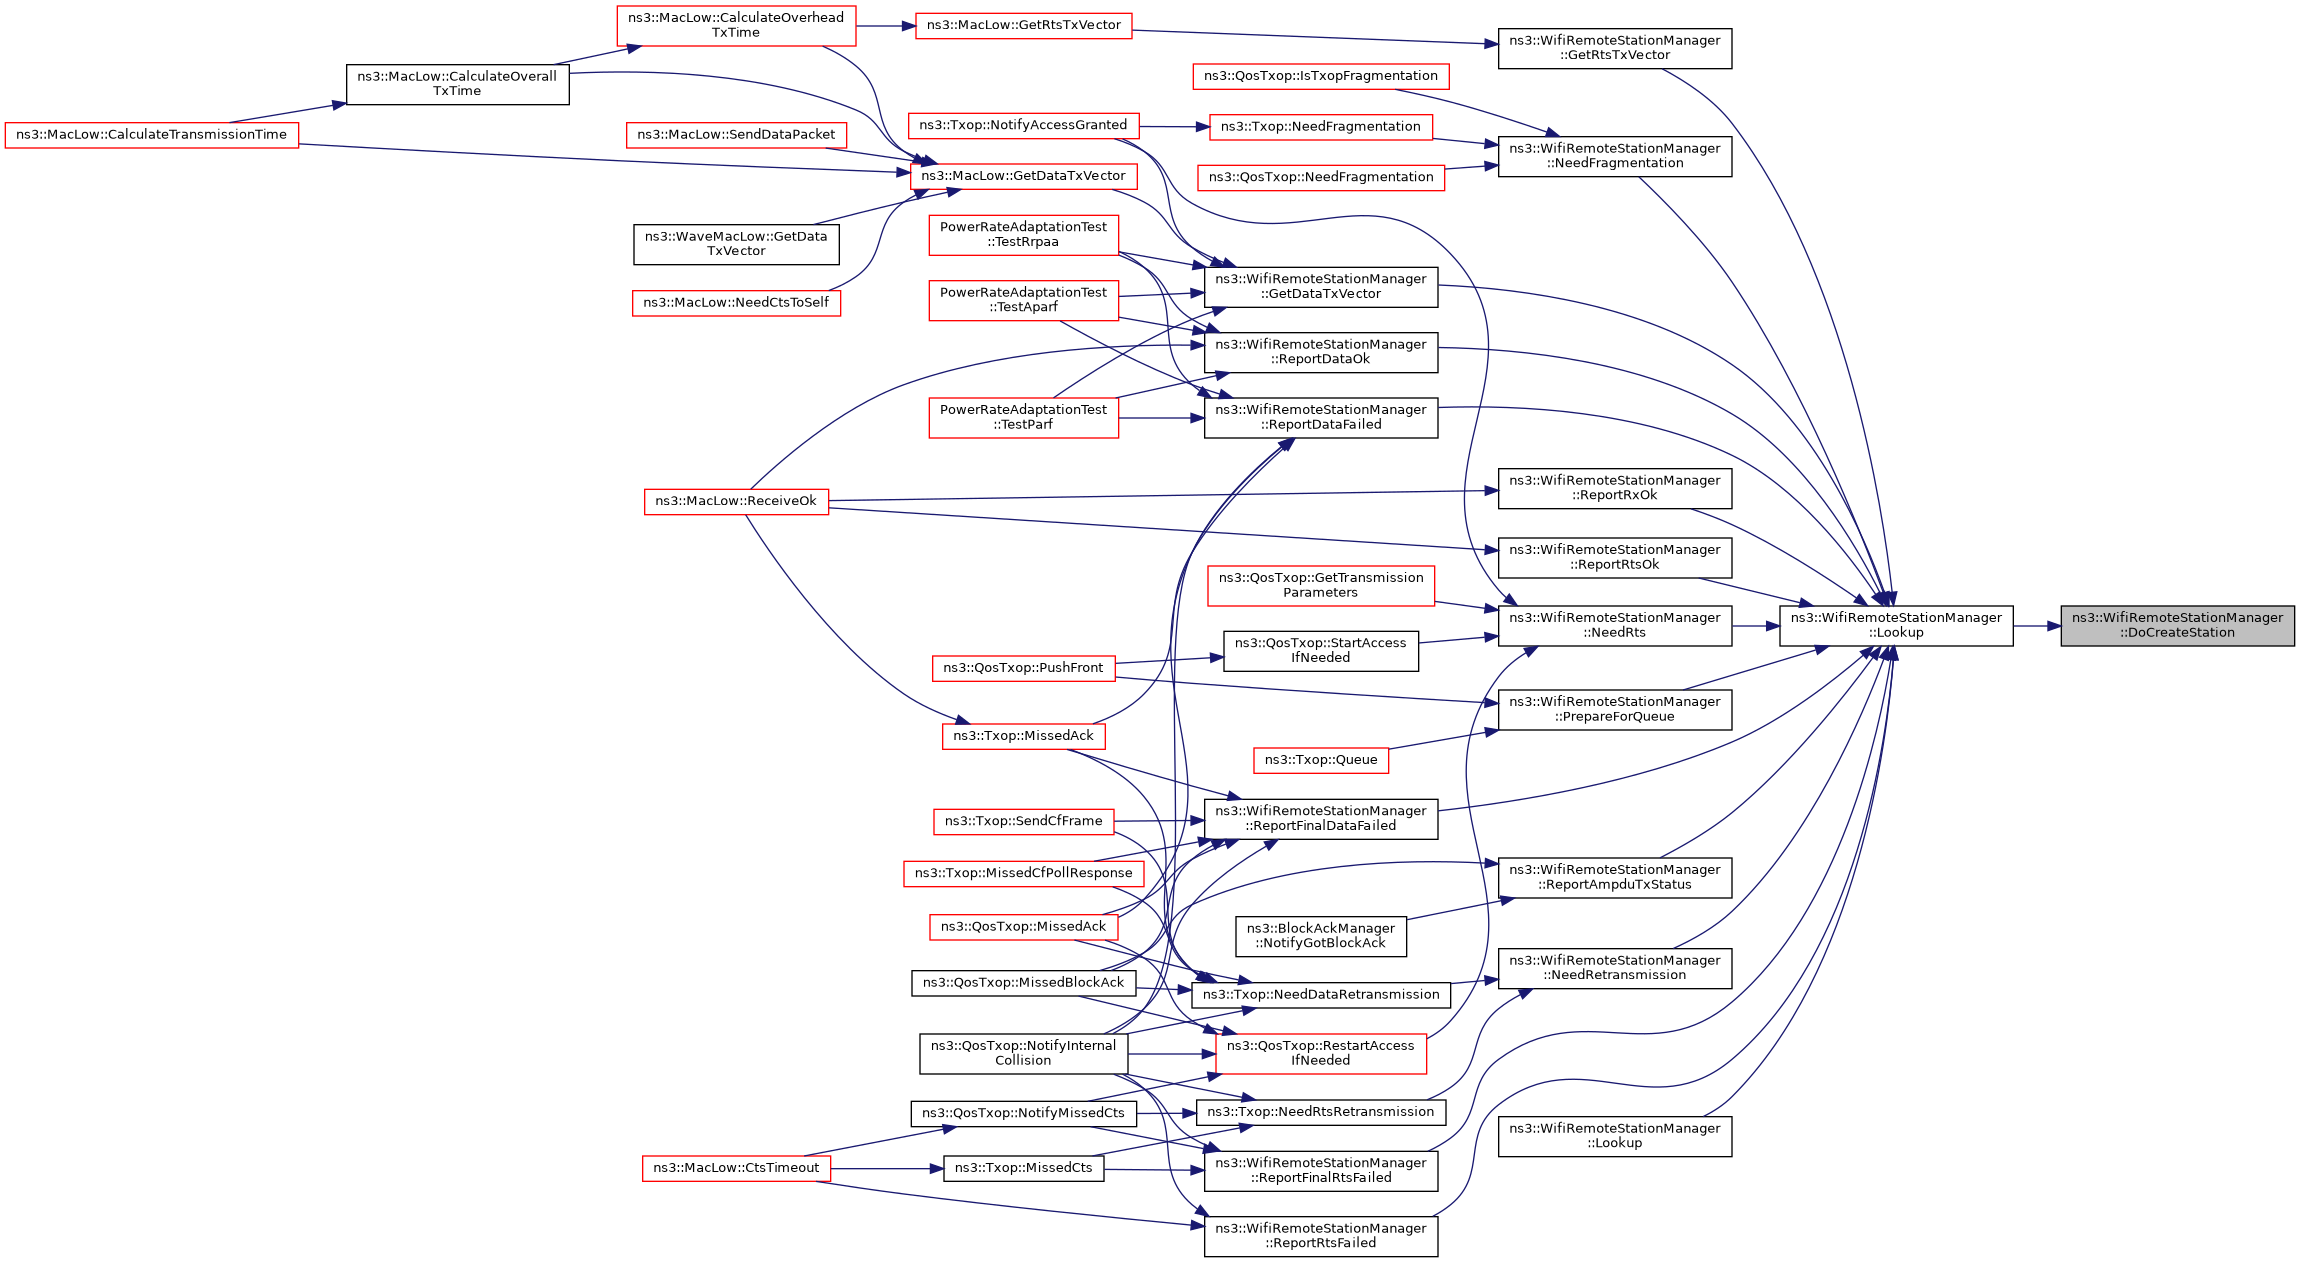 ns3::MacLow::CalculateOverhead
TxTime
ns3::MacLow::GetRtsTxVector
ns3::WifiRemoteStationManager
::GetRtsTxVector
ns3::MacLow::CalculateOverall
TxTime
ns3::QosTxop::IsTxopFragmentation
ns3::MacLow::CalculateTransmissionTime
ns3::MacLow::SendDataPacket
ns3::Txop::NotifyAccessGranted
ns3::Txop::NeedFragmentation
ns3::WifiRemoteStationManager
::NeedFragmentation
ns3::MacLow::GetDataTxVector
ns3::QosTxop::NeedFragmentation
ns3::WaveMacLow::GetData
TxVector
PowerRateAdaptationTest
::TestRrpaa
ns3::MacLow::NeedCtsToSelf
PowerRateAdaptationTest
::TestAparf
ns3::WifiRemoteStationManager
::GetDataTxVector
ns3::WifiRemoteStationManager
::ReportDataOk
PowerRateAdaptationTest
::TestParf
ns3::WifiRemoteStationManager
::ReportDataFailed
ns3::MacLow::ReceiveOk
ns3::WifiRemoteStationManager
::ReportRxOk
ns3::WifiRemoteStationManager
::ReportRtsOk
ns3::QosTxop::GetTransmission
Parameters
ns3::WifiRemoteStationManager
::NeedRts
ns3::WifiRemoteStationManager
::Lookup
ns3::WifiRemoteStationManager
::DoCreateStation
ns3::QosTxop::StartAccess
IfNeeded
ns3::QosTxop::PushFront
ns3::WifiRemoteStationManager
::PrepareForQueue
ns3::Txop::MissedAck
ns3::Txop::Queue
ns3::Txop::SendCfFrame
ns3::WifiRemoteStationManager
::ReportFinalDataFailed
ns3::Txop::MissedCfPollResponse
ns3::WifiRemoteStationManager
::ReportAmpduTxStatus
ns3::QosTxop::MissedAck
ns3::BlockAckManager
::NotifyGotBlockAck
ns3::QosTxop::MissedBlockAck
ns3::Txop::NeedDataRetransmission
ns3::WifiRemoteStationManager
::NeedRetransmission
ns3::QosTxop::NotifyInternal
Collision
ns3::QosTxop::RestartAccess
IfNeeded
ns3::QosTxop::NotifyMissedCts
ns3::Txop::NeedRtsRetransmission
ns3::WifiRemoteStationManager
::Lookup
ns3::MacLow::CtsTimeout
ns3::Txop::MissedCts
ns3::WifiRemoteStationManager
::ReportFinalRtsFailed
ns3::WifiRemoteStationManager
::ReportRtsFailed